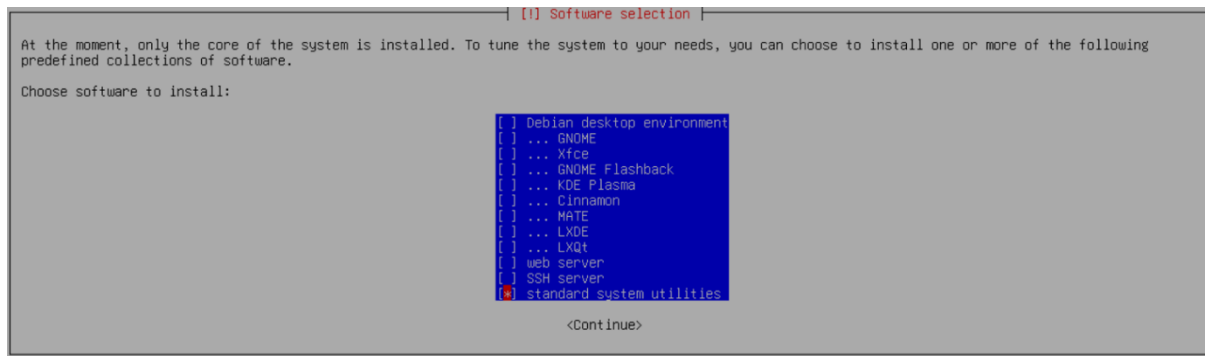 [!] Software selection
At the moment, only the core of the system is installed. To tune the system to your needs, you can choose to install one or more of the following
predefined collections of software.
Choose software to install:
[ ] Debian desktop environment
[ ] ... GNOME
[ ] ... Xfce
[ ] ... GNOME Flashback
[ ] ... KDE Plasma
[ ] ... Cinnamon
[ ] ... MATE
[ ] ... LXDE
[ ] ... LXQt
[ ] web server
[ ] SSH server
[*] standard system utilities
<Continue>